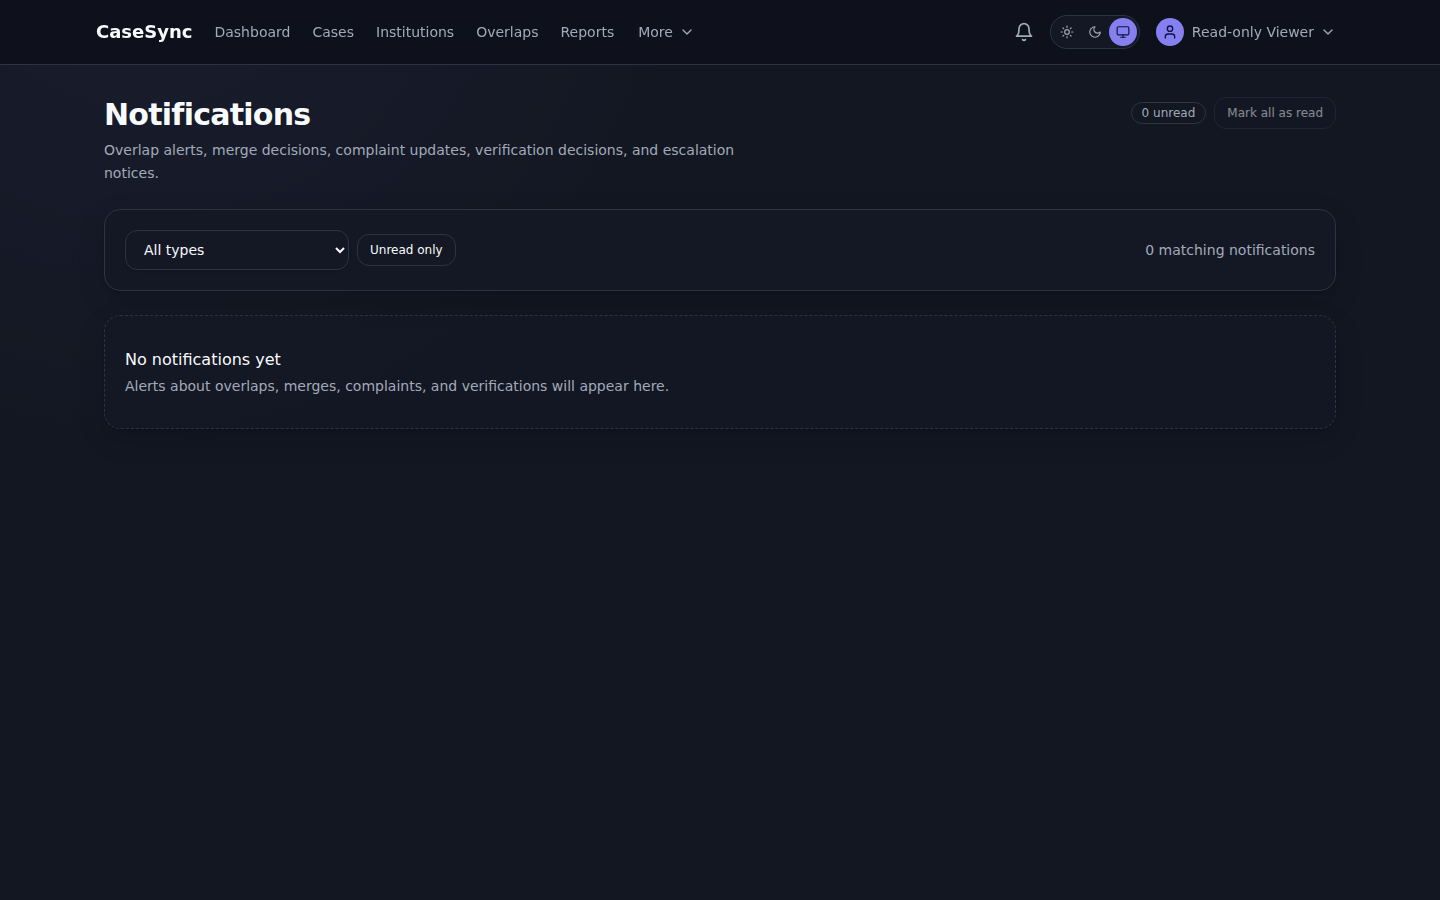 CaseSync Dashboard Cases Institutions Overlaps Reports More Read-only Viewer
Notifications
0 unread Mark all as read
Overlap alerts, merge decisions, complaint updates, verification decisions, and escalation
notices.
All types Unread only 0 matching notifications
No notifications yet
Alerts about overlaps, merges, complaints, and verifications will appear here.